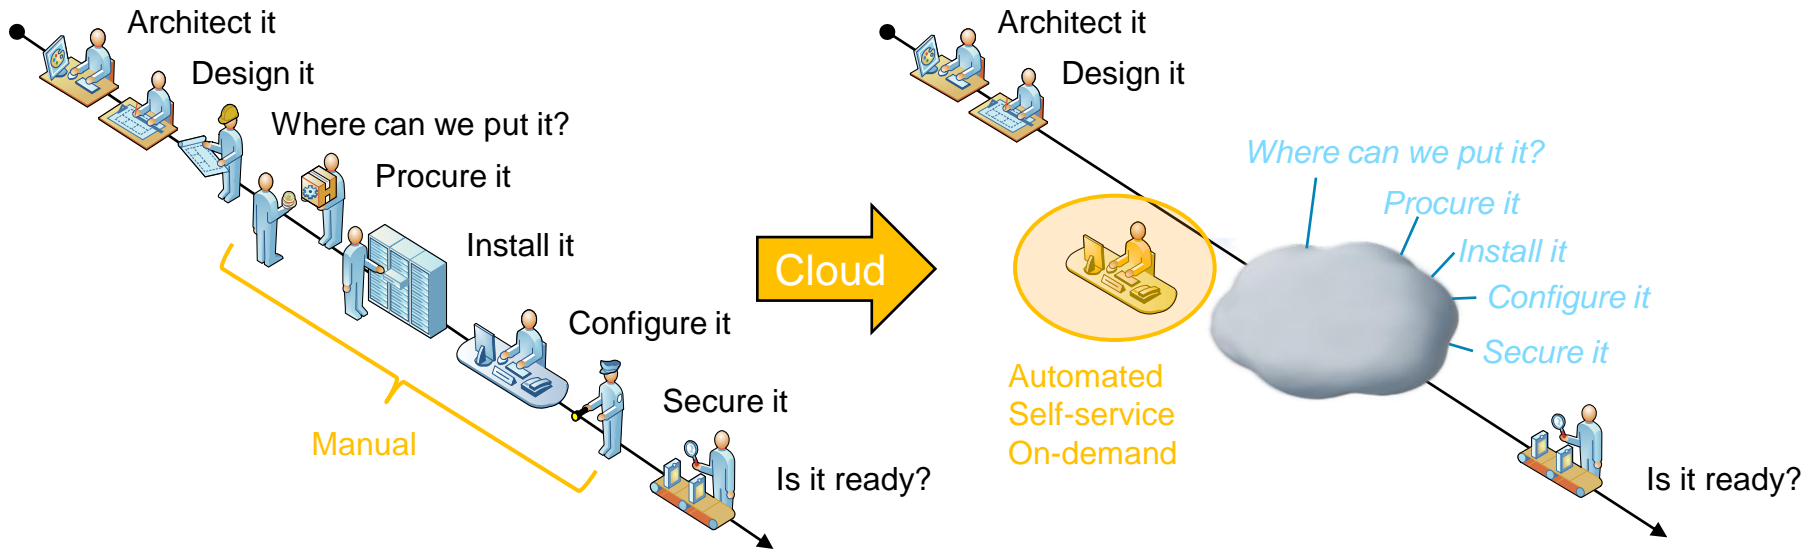 Architect it
Design it
Where can we put it?
Procure it
Install it
Configure it
Secure it
Is it ready?
Manual
Cloud
Architect it
Design it
Where can we put it?
Procure it
Install it
Configure it
Secure it
Automated
Self-service
On-demand
Is it ready?